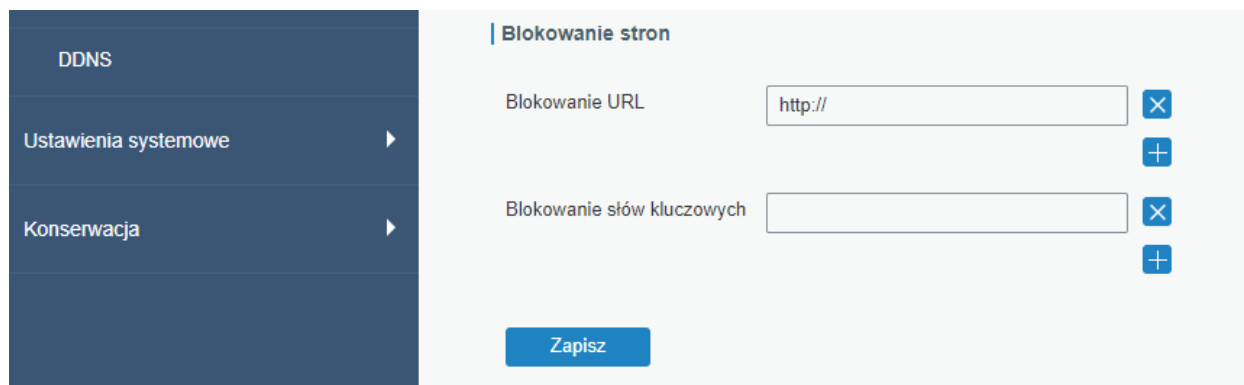 DDNS
Ustawienia systemowe
Konserwacja
Blokowanie stron
Blokowanie URL http://
Blokowanie słów kluczowych
Zapisz